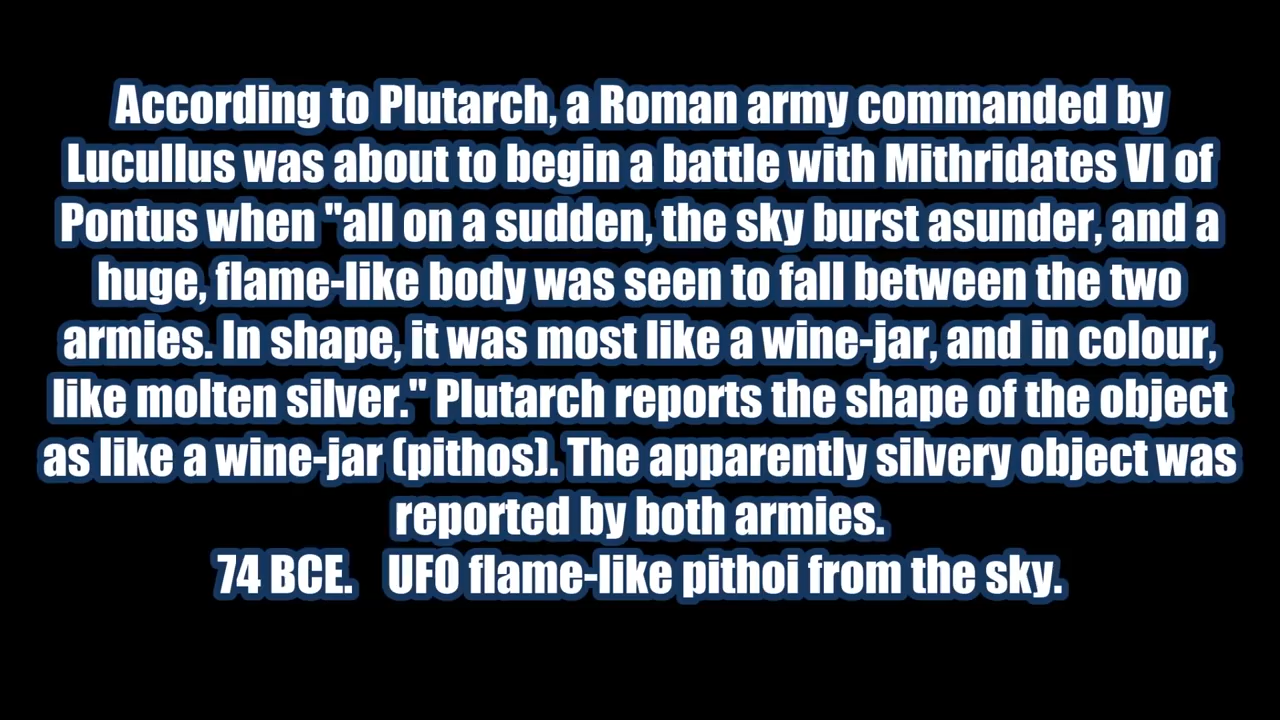 According to Plutarch, a Roman army commanded by
Lucullus was about to begin a battle with Mithridates VI of
Pontus when "all on a sudden, the sky burst asunder, and a
huge, flame-like body was seen to fall between the two
armies. In shape, it was most like a wine-jar, and in colour,
like molten silver." Plutarch reports the shape of the object
as like a wine-jar (pithos). The apparently silvery object was
reported by both armies.
74 BCE.    UFO flame-like pithoi from the sky.